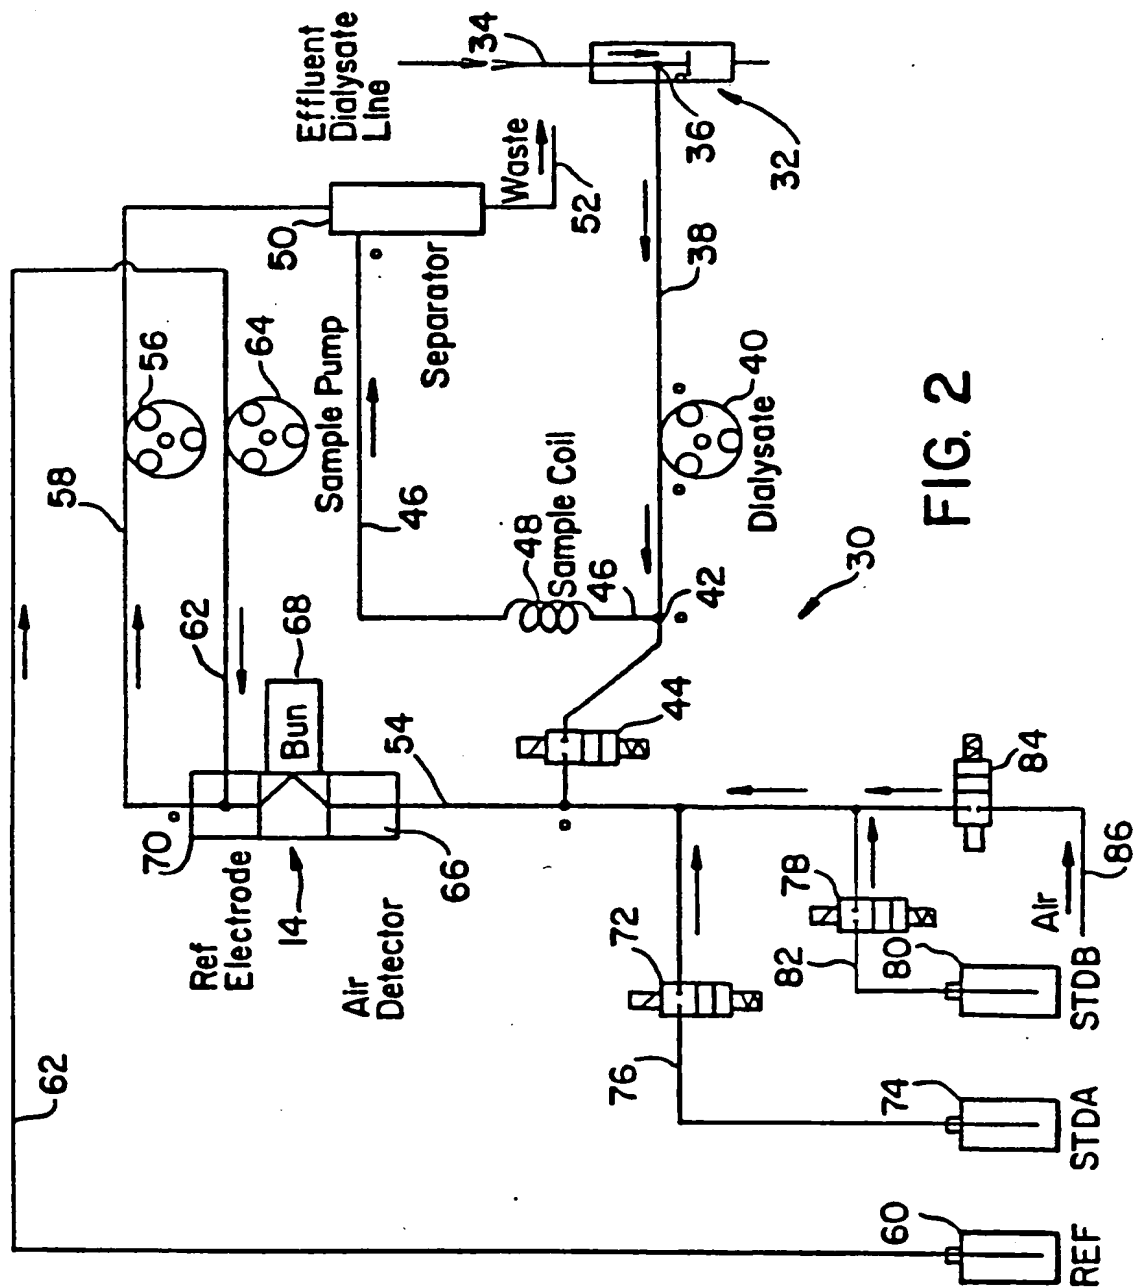 Effluent
Dialysate
Line
34
36
32
Waste
52
50
Separator
38
56
64
Sample Pump
58
46
48
Sample Coil
46
42
40
Dialysate
FIG. 2
30
62
68
Bun
70
54
44
Ref
Electrode
14
66
Air
Detector
72
76
78
82
84
Air
86
62
60
REF
74
STDA
80
STDB